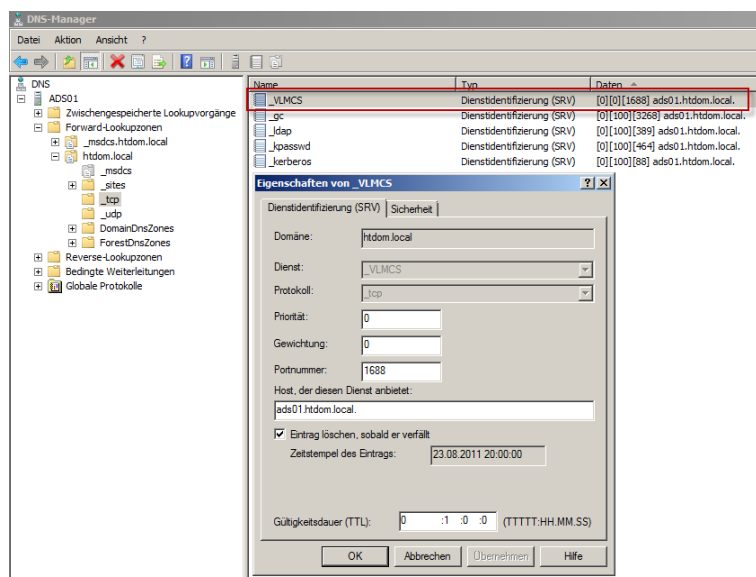 DNS-Manager
Datei Aktion Ansicht ?
DNS
ADS01
Zwischengespeicherte Lookupvorgänge
Forward-Lookupzonen
_msdcs.htdom.local
htdom.local
_msdcs
_sites
_tcp
_udp
DomainDnsZones
ForestDnsZones
Reverse-Lookupzonen
Bedingte Weiterleitungen
Globale Protokolle
Name Typ Daten
_VLMCS Dienstidentifizierung (SRV) [0][0][1688] ads01.htdom.local.
_gc Dienstidentifizierung (SRV) [0][100][3268] ads01.htdom.local.
_ldap Dienstidentifizierung (SRV) [0][100][389] ads01.htdom.local.
_kpasswd Dienstidentifizierung (SRV) [0][100][464] ads01.htdom.local.
_kerberos Dienstidentifizierung (SRV) [0][100][88] ads01.htdom.local.
Eigenschaften von _VLMCS
Dienstidentifizierung (SRV) Sicherheit
Domäne: htdom.local
Dienst: _VLMCS
Protokoll: _tcp
Priorität: 0
Gewichtung: 0
Portnummer: 1688
Host, der diesen Dienst anbietet:
ads01.htdom.local.
Eintrag löschen, sobald er verfällt
Zeitstempel des Eintrags: 23.08.2011 20:00:00
Gültigkeitsdauer (TTL): 0 :1 :0 :0 (TTTTT:HH.MM.SS)
OK Abbrechen Übernehmen Hilfe